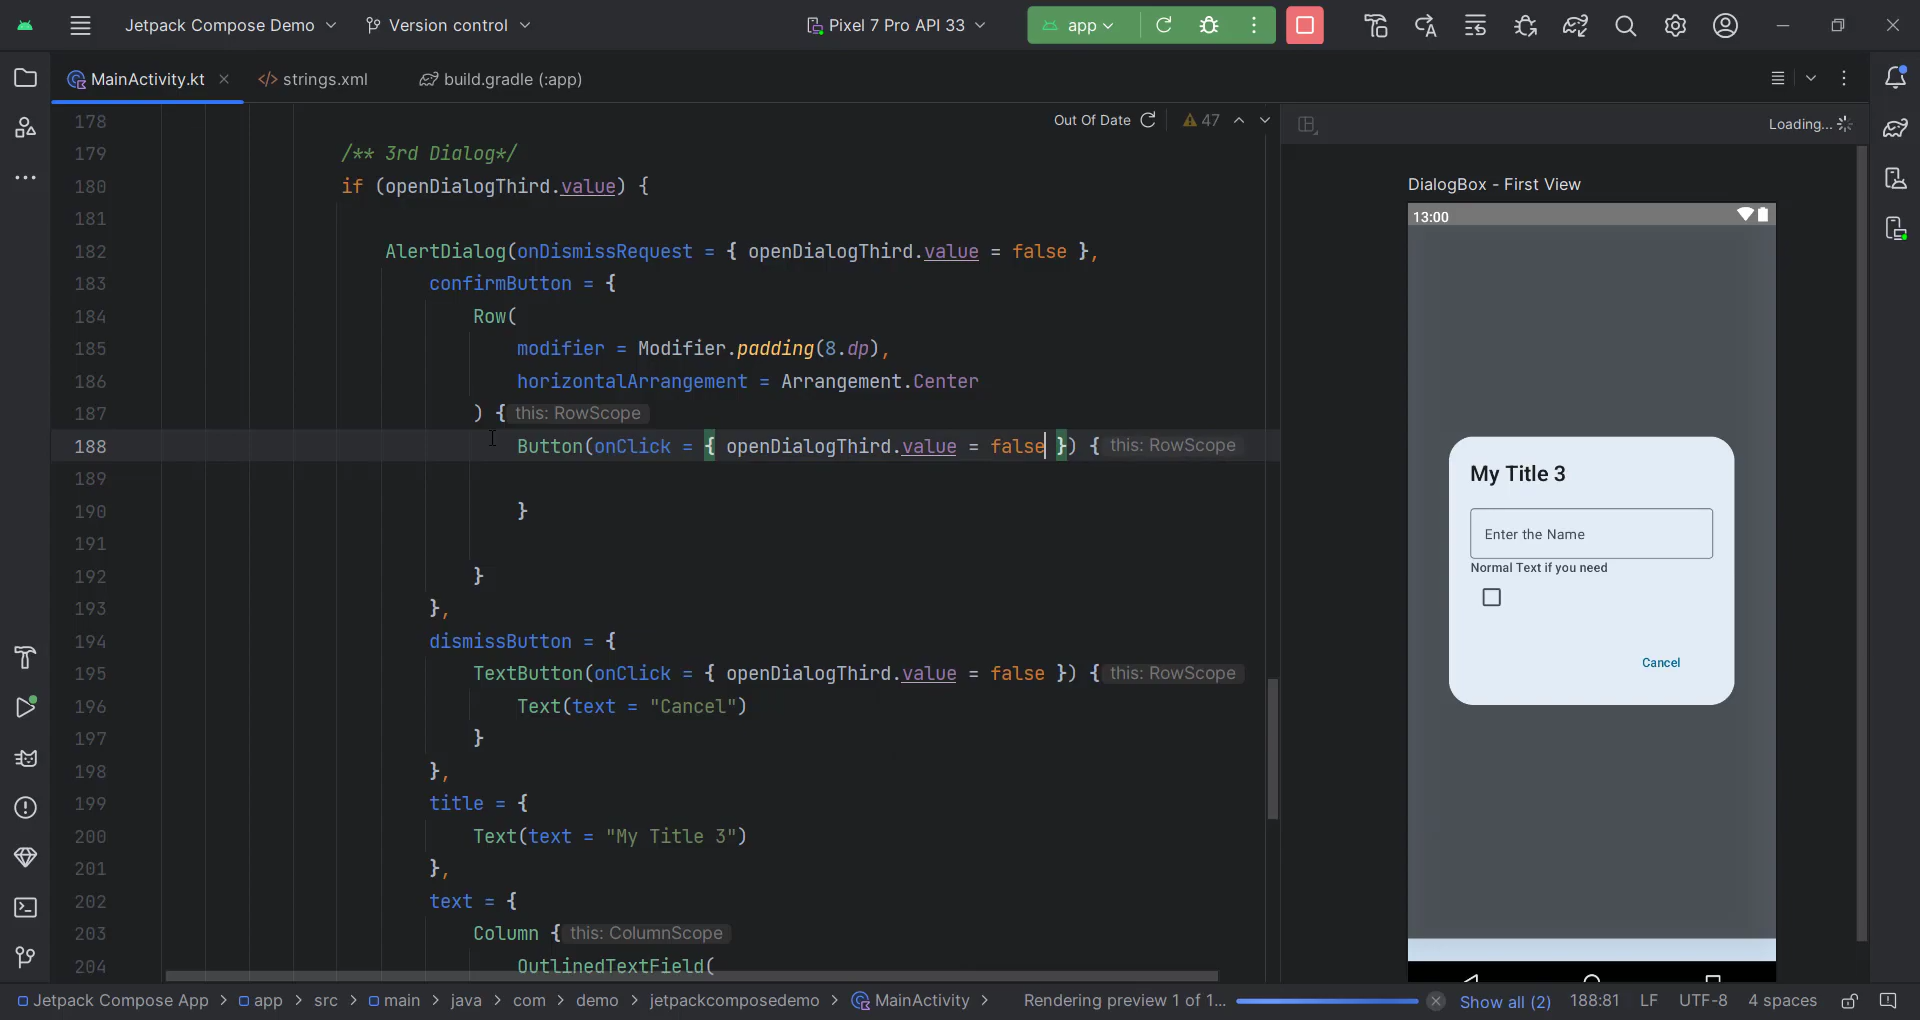 Jetpack Compose Demo
Version control
Pixel 7 Pro API 33
app
MainActivity.kt
strings.xml
build.gradle (:app)
Out Of Date
47
Loading...
178
179 /** 3rd Dialog*/
180 if (openDialogThird.value) {
181
182 AlertDialog(onDismissRequest = { openDialogThird.value = false },
183 confirmButton = {
184 Row(
185 modifier = Modifier.padding(8.dp),
186 horizontalArrangement = Arrangement.Center
187 ) { this: RowScope
188 Button(onClick = { openDialogThird.value = false }) { this: RowScope
189
190 }
191
192 }
193 },
194 dismissButton = {
195 TextButton(onClick = { openDialogThird.value = false }) { this: RowScope
196 Text(text = "Cancel")
197 }
198 },
199 title = {
200 Text(text = "My Title 3")
201 },
202 text = {
203 Column { this: ColumnScope
204 OutlinedTextField(
DialogBox - First View
13:00
My Title 3
Enter the Name
Normal Text if you need
Cancel
Jetpack Compose App > app > src > main > java > com > demo > jetpackcomposedemo > MainActivity >
Rendering preview 1 of 1...
Show all (2)
188:81
LF
UTF-8
4 spaces